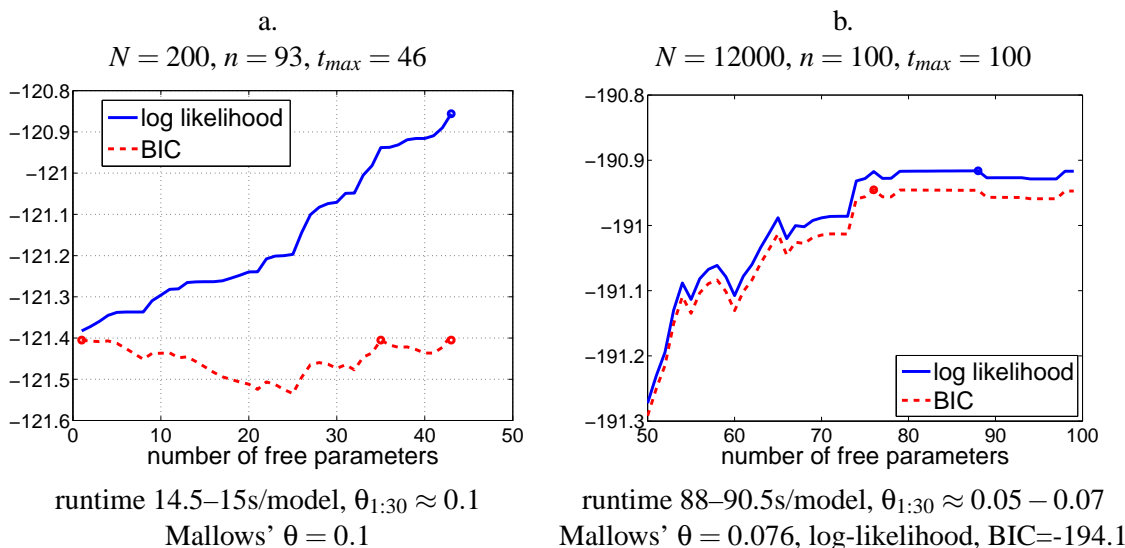 a.
N = 200, n = 93, t_max = 46
−120.8
−120.9
−121
−121.1
−121.2
−121.3
−121.4
−121.5
−121.6
log likelihood
BIC
0 10 20 30 40 50
number of free parameters
runtime 14.5–15s/model, θ_1:30 ≈ 0.1
Mallows' θ = 0.1
b.
N = 12000, n = 100, t_max = 100
−190.8
−190.9
−191
−191.1
−191.2
−191.3
log likelihood
BIC
50 60 70 80 90 100
number of free parameters
runtime 88–90.5s/model, θ_1:30 ≈ 0.05 − 0.07
Mallows' θ = 0.076, log-likelihood, BIC=-194.1